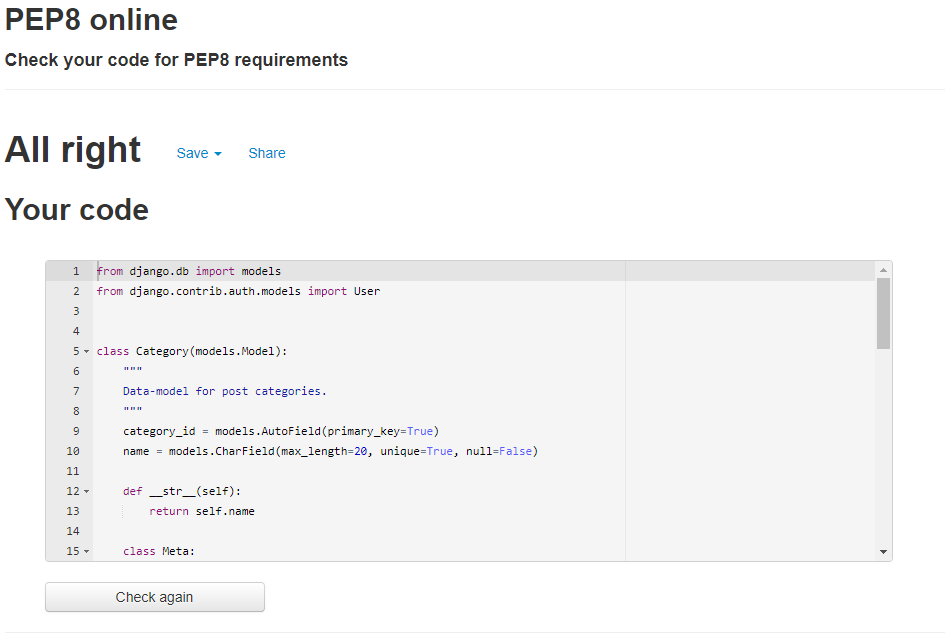 PEP8 online
Check your code for PEP8 requirements
All right Save Share
Your code
1 from django.db import models
2 from django.contrib.auth.models import User
3
4
5 class Category(models.Model):
6 """
7 Data-model for post categories.
8 """
9 category_id = models.AutoField(primary_key=True)
10 name = models.CharField(max_length=20, unique=True, null=False)
11
12 def __str__(self):
13 return self.name
14
15 class Meta:
Check again